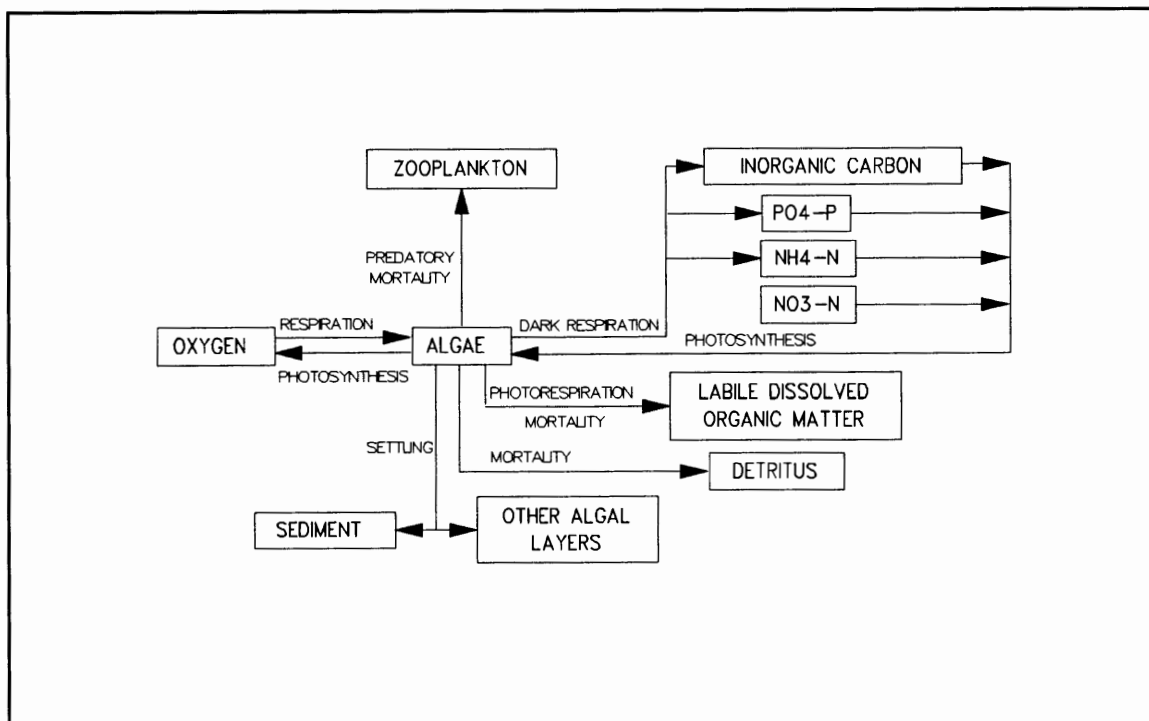 ZOOPLANKTON
INORGANIC CARBON
PO4-P
NH4-N
NO3-N
PREDATORY
MORTALITY
RESPIRATION
DARK RESPIRATION
OXYGEN
ALGAE
PHOTOSYNTHESIS
PHOTOSYNTHESIS
PHOTORESPIRATION
MORTALITY
LABILE DISSOLVED
ORGANIC MATTER
SETTLING
MORTALITY
DETRITUS
SEDIMENT
OTHER ALGAL
LAYERS